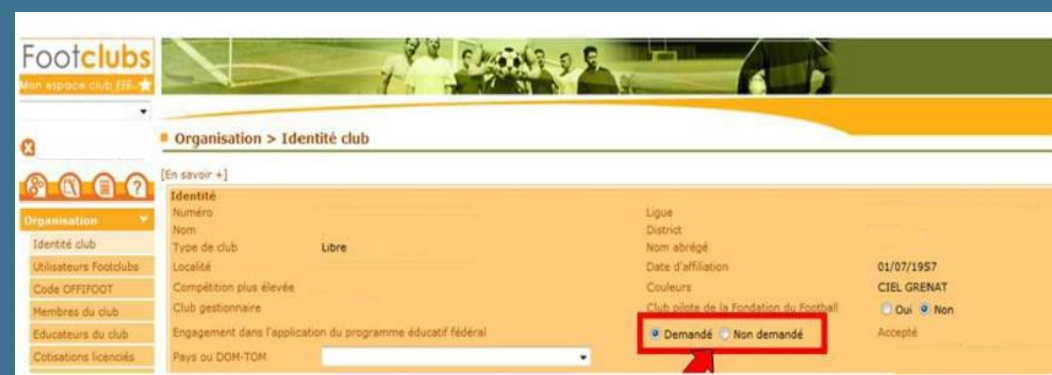 Footclubs
Mon espace club fff
Organisation > Identité club
[En savoir +]
Organisation
Identité club
Utilisateurs Footclubs
Code OFFIFOOT
Membres du club
Educateurs du club
Cotisations licenciés
Identité
Numéro
Nom
Type de club Libre
Localité
Compétition plus élevée
Club gestionnaire
Engagement dans l'application du programme éducatif fédéral
Pays ou DOM-TOM
Ligue
District
Nom abrégé
Date d'affiliation 01/07/1957
Couleurs CIEL GRENAT
Club pilote de la Fondation du Football Oui Non
Demandé Non demandé Accepté